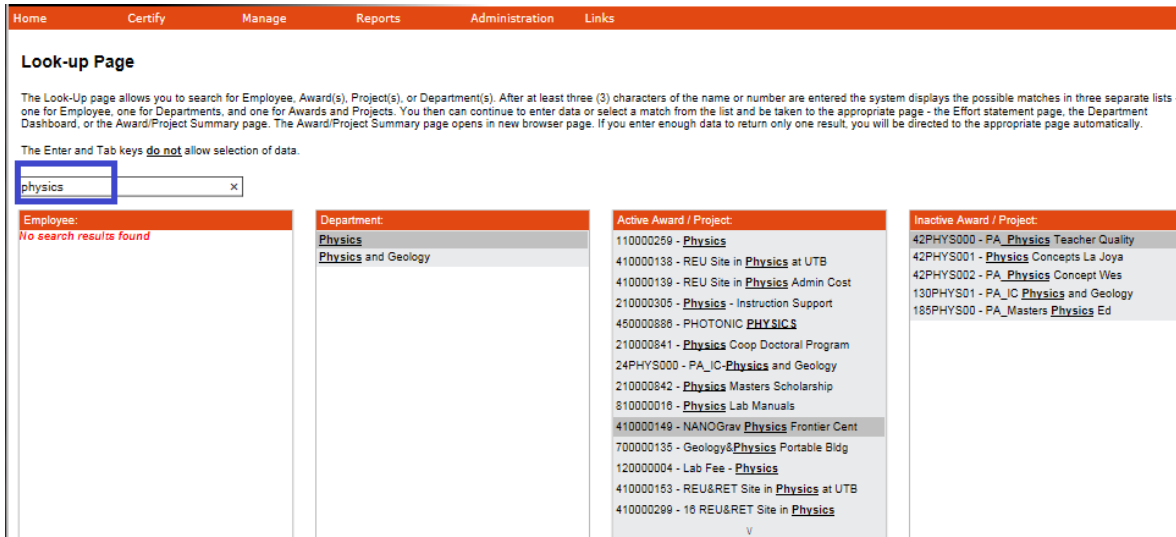 Home Certify Manage Reports Administration Links
Look-up Page
The Look-Up page allows you to search for Employee, Award(s), Project(s), or Department(s). After at least three (3) characters of the name or number are entered the system displays the possible matches in three separate lists
one for Employee, one for Departments, and one for Awards and Projects. You then can continue to enter data or select a match from the list and be taken to the appropriate page - the Effort statement page, the Department
Dashboard, or the Award/Project Summary page. The Award/Project Summary page opens in new browser page. If you enter enough data to return only one result, you will be directed to the appropriate page automatically.
The Enter and Tab keys do not allow selection of data.
physics ×
Employee:
No search results found
Department:
Physics
Physics and Geology
Active Award / Project:
110000259 - Physics
410000138 - REU Site in Physics at UTB
410000139 - REU Site in Physics Admin Cost
210000305 - Physics - Instruction Support
450000886 - PHOTONIC PHYSICS
210000841 - Physics Coop Doctoral Program
24PHYS000 - PA_IC-Physics and Geology
210000842 - Physics Masters Scholarship
810000016 - Physics Lab Manuals
410000149 - NANOGrav Physics Frontier Cent
700000135 - Geology&Physics Portable Bldg
120000004 - Lab Fee - Physics
410000153 - REU&RET Site in Physics at UTB
410000299 - 16 REU&RET Site in Physics
V
Inactive Award / Project:
42PHYS000 - PA_Physics Teacher Quality
42PHYS001 - Physics Concepts La Joya
42PHYS002 - PA_Physics Concept Wes
130PHYS01 - PA_IC Physics and Geology
185PHYS00 - PA_Masters Physics Ed